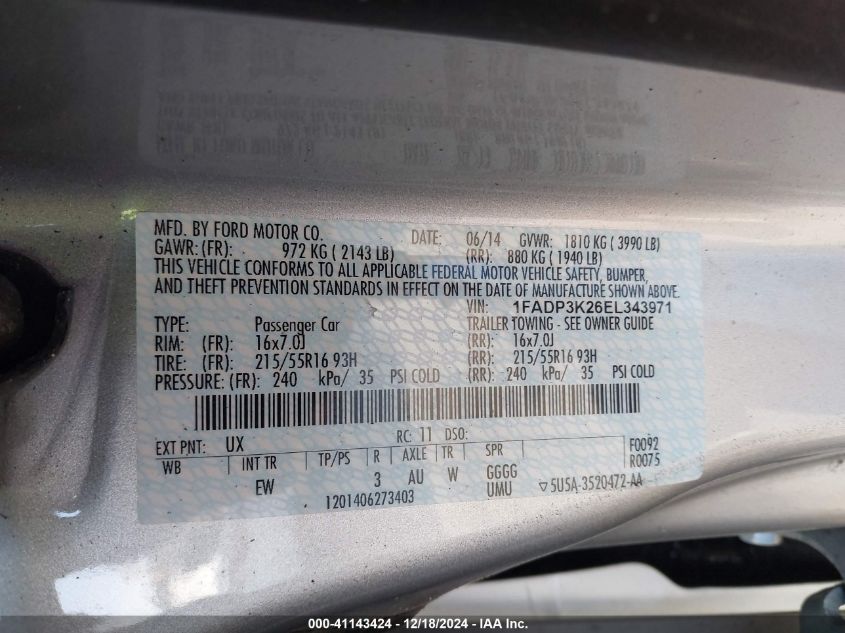 MFD. BY FORD MOTOR CO. DATE: 06/14 GVWR: 1810 KG ( 3990 LB)
GAWR: (FR): 972 KG ( 2143 LB) (RR): 880 KG ( 1940 LB)
THIS VEHICLE CONFORMS TO ALL APPLICABLE FEDERAL MOTOR VEHICLE SAFETY, BUMPER,
AND THEFT PREVENTION STANDARDS IN EFFECT ON THE DATE OF MANUFACTURE SHOWN ABOVE.
VIN: 1FADP3K26EL343971
TYPE: Passenger Car TRAILER TOWING - SEE OWNER GUIDE
RIM: (FR): 16x7.0J (RR): 16x7.0J
TIRE: (FR): 215/55R16 93H (RR): 215/55R16 93H
PRESSURE: (FR): 240 kPa/ 35 PSI COLD (RR): 240 kPa/ 35 PSI COLD
EXT PNT: UX RC: 11 DSO: F0092
WB INT TR TP/PS R AXLE TR SPR R0075
EW 3 AU W GGGG
1201406273403 UMU ▽5U5A-3520472-AA
000-41143424 - 12/18/2024 - IAA Inc.